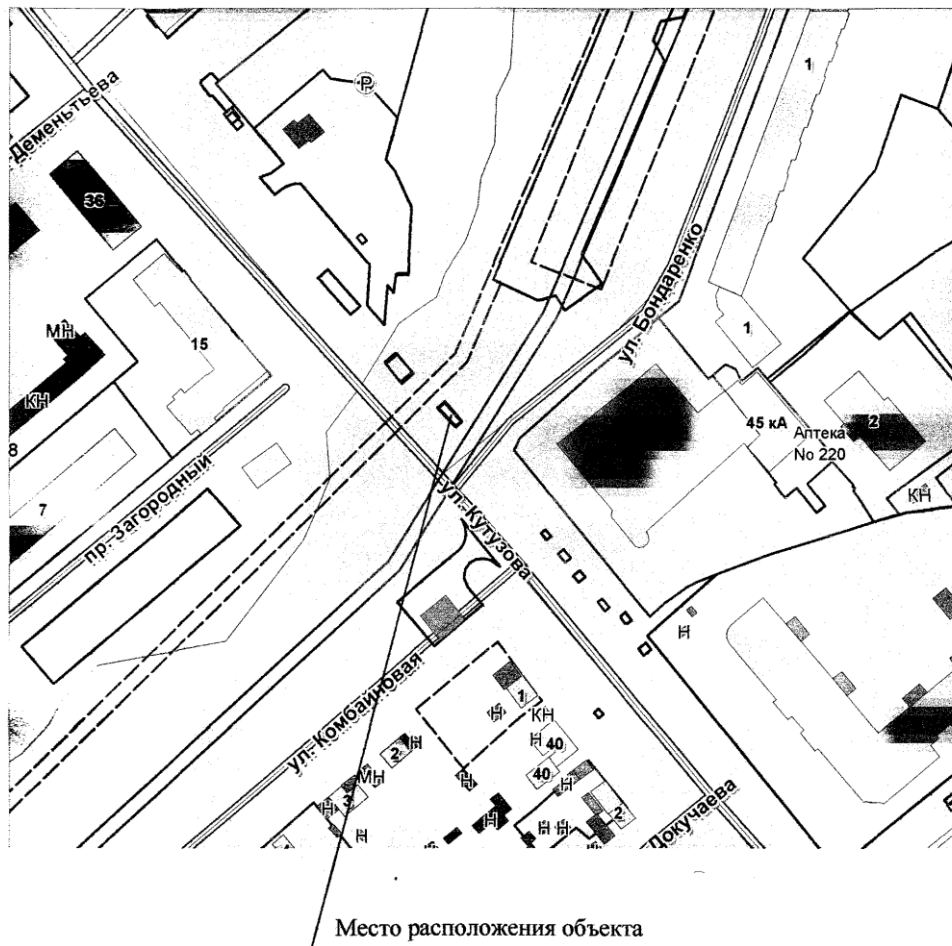 1
Р
ул. Деменьтьева
36
ул. Бондаренко
МН
15
1
КН
45 кА
2
Аптека
No 220
8
7
КН
пр. Загородный
ул. Кутузова
Н
ул. Комбайновая
1
Н
КН
Н
40
2
Н
40
МН
Н
Н
3
Н
Н
Н
Н
Н
2
Докучаева
Н
Место расположения объекта